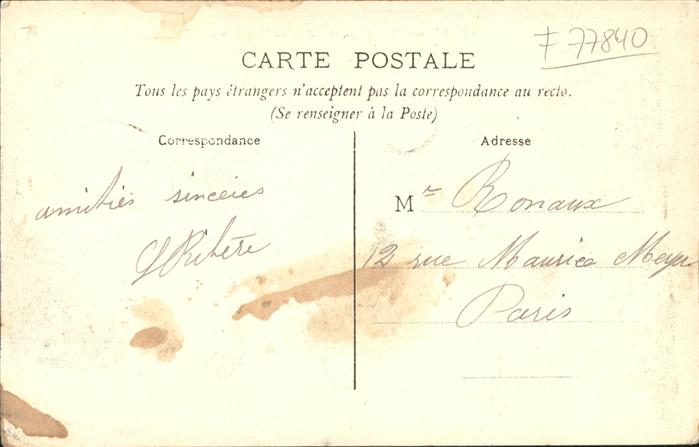 F 77840
CARTE POSTALE
Tous les pays étrangers n'acceptent pas la correspondance au recto.
(Se renseigner à la Poste)
Correspondance
amitiés sincères
Adresse
Mr Ronaux
12 rue Maurice Meyer
Paris